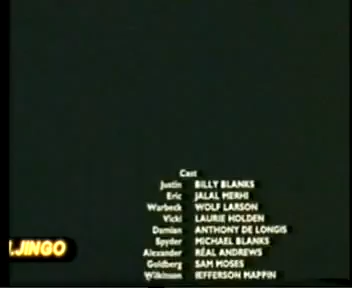 Cast
Justin BILLY BLANKS
Eric JALAL MERHI
Warbeck WOLF LARSON
Vicki LAURIE HOLDEN
Damian ANTHONY DE LONGIS
Spyder MICHAEL BLANKS
Alexander RÉAL ANDREWS
Goldberg SAM MOSES
Wilkinson JEFFERSON MAPPIN
.JINGO